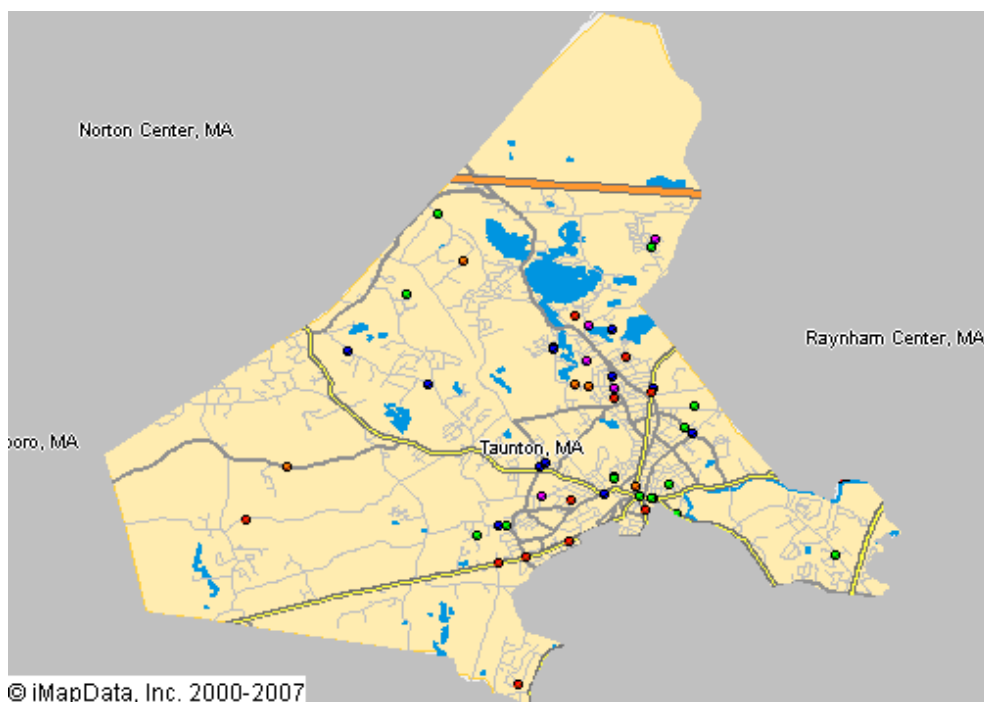 Norton Center, MA
Raynham Center, MA
boro, MA
Taunton, MA
© iMapData, Inc. 2000-2007